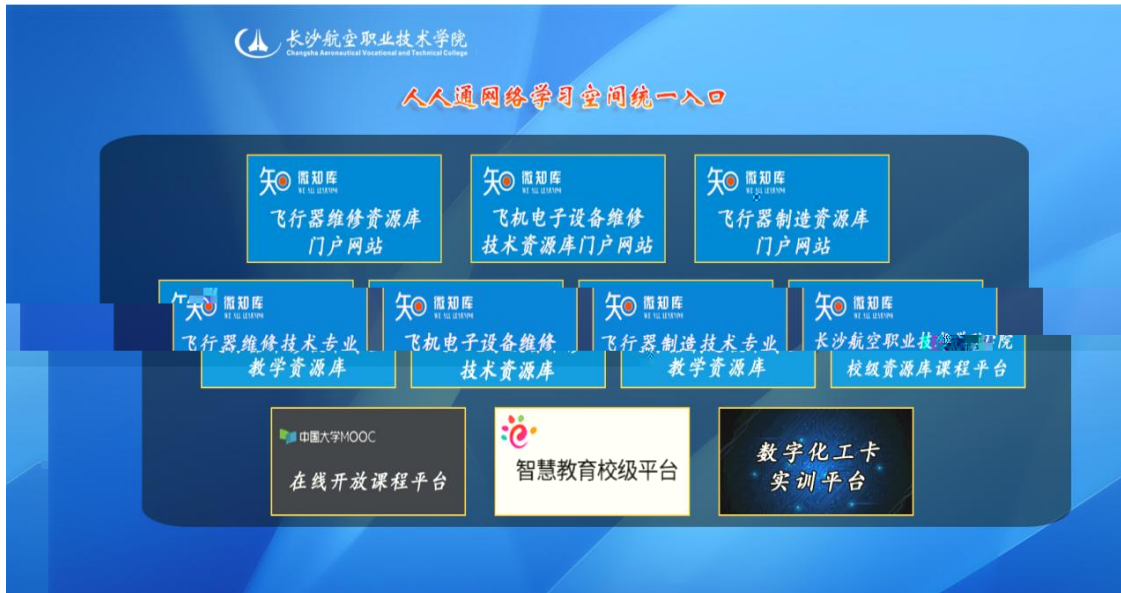 长沙航空职业技术学院
Changsha Aeronautical Vocational and Technical College
人人通网络学习空间统一入口
知 微知库
飞行器维修资源库
门户网站
知 微知库
飞机电子设备维修
技术资源库门户网站
知 微知库
飞行器制造资源库
门户网站
知 微知库
飞行器维修技术专业
教学资源库
知 微知库
飞机电子设备维修
技术资源库
知 微知库
飞行器制造技术专业
教学资源库
知 微知库
长沙航空职业技 院
校级资源库课程平台
中国大学MOOC
在线开放课程平台
智慧教育校级平台
数字化工卡
实训平台